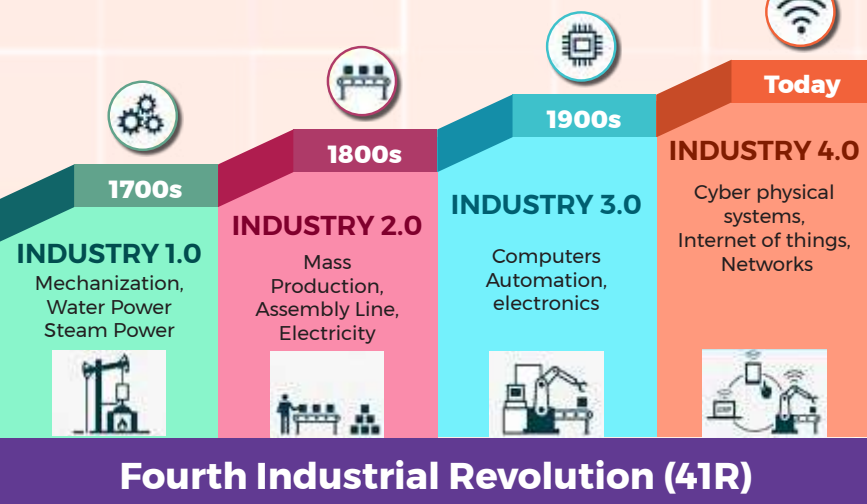 1700s
INDUSTRY 1.0
Mechanization,
Water Power
Steam Power
1800s
INDUSTRY 2.0
Mass
Production,
Assembly Line,
Electricity
1900s
INDUSTRY 3.0
Computers
Automation,
electronics
Today
INDUSTRY 4.0
Cyber physical
systems,
Internet of things,
Networks
Fourth Industrial Revolution (41R)